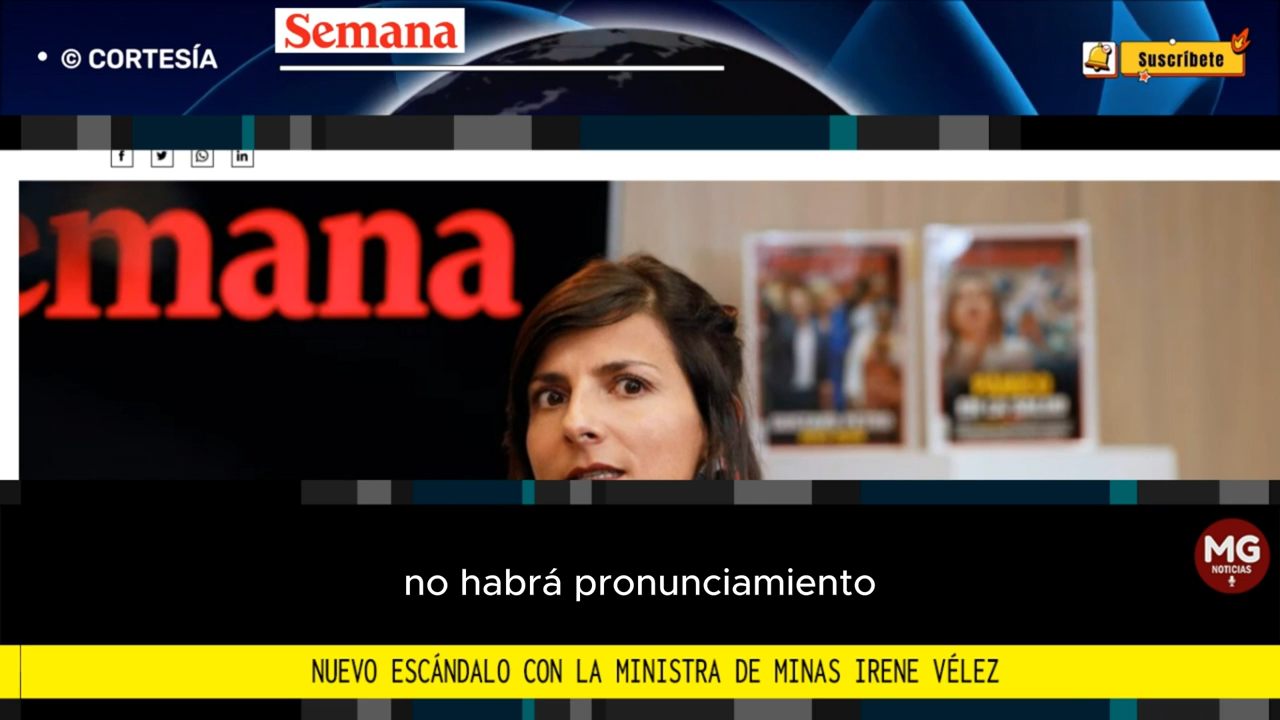 Semana
© CORTESÍA
Suscríbete
emana
no habrá pronunciamiento
MG
NOTICIAS
NUEVO ESCÁNDALO CON LA MINISTRA DE MINAS IRENE VÉLEZ